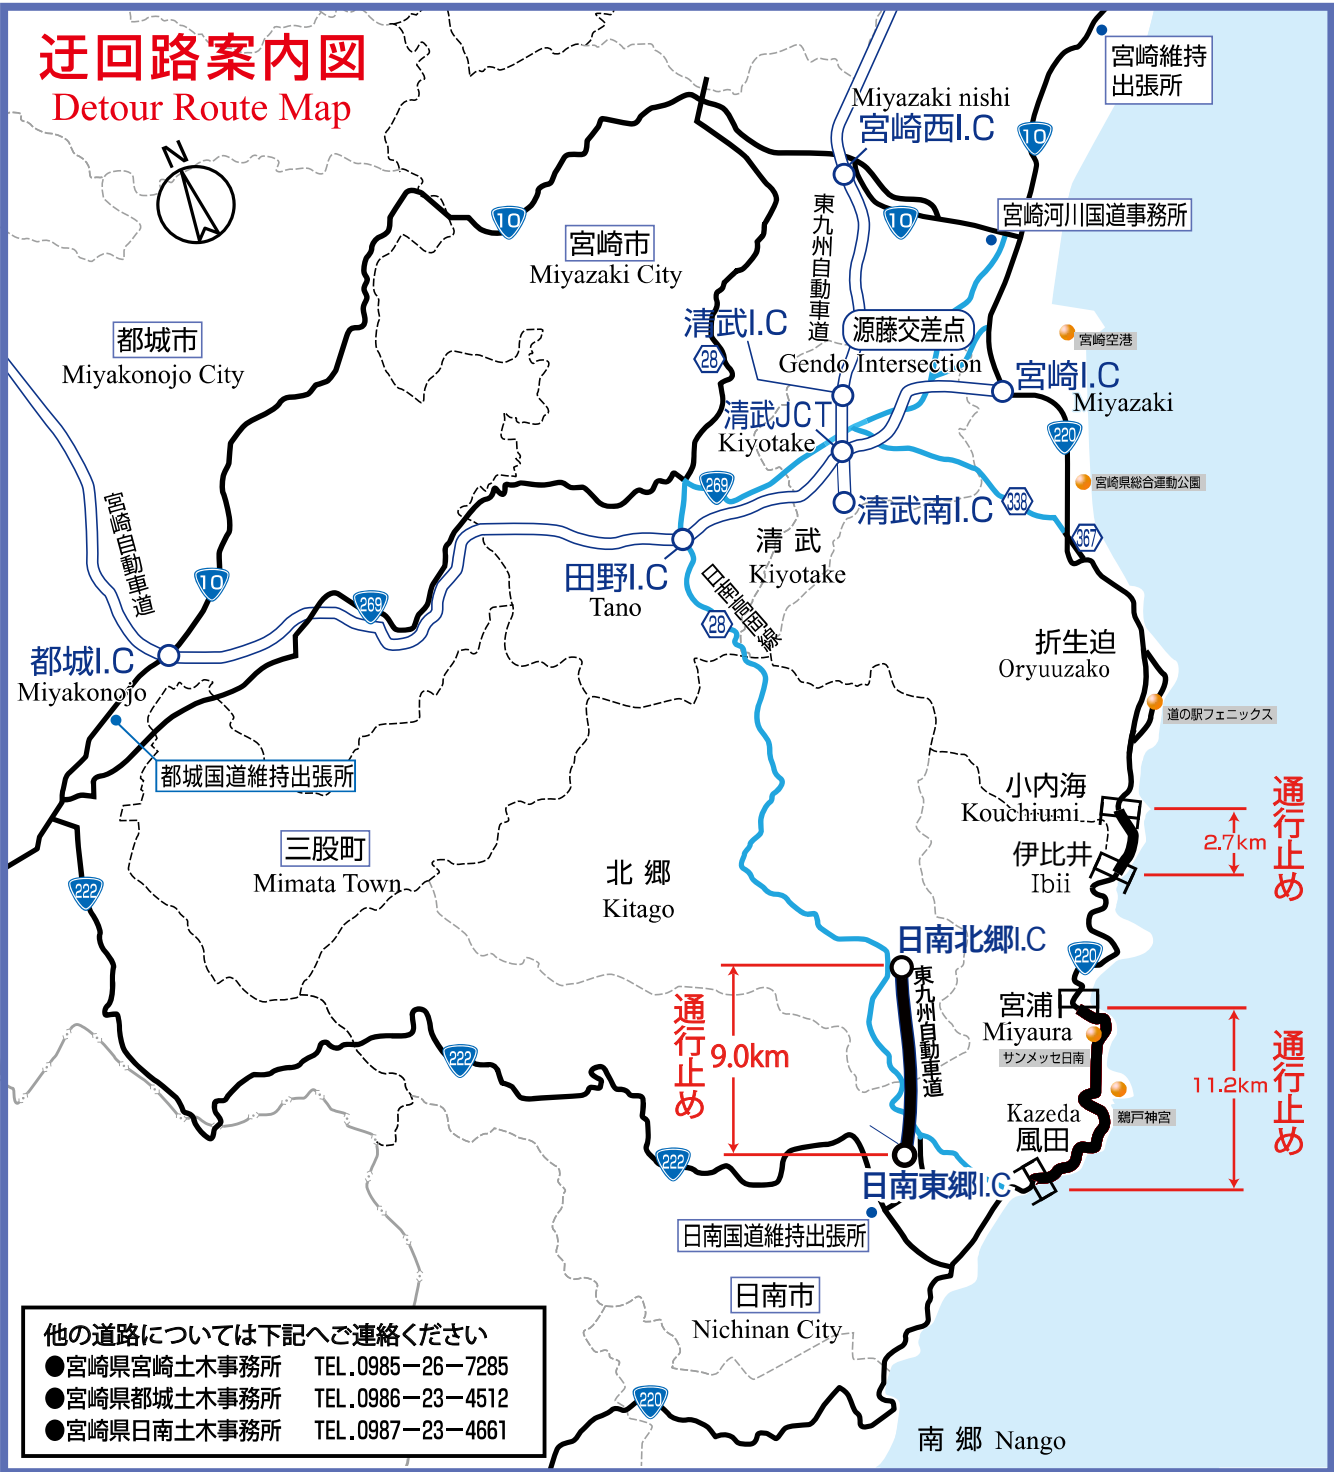 迂回路案内図
Detour Route Map
N
宮崎維持
出張所
Miyazaki nishi
宮崎西I.C
10
10
10
宮崎河川国道事務所
宮崎市
Miyazaki City
東九州自動車道
都城市
Miyakonojo City
清武I.C
28
源藤交差点
Gendo Intersection
宮崎空港
宮崎I.C
Miyazaki
清武JCT
Kiyotake
220
269
宮崎県総合運動公園
338
清武南I.C
367
宮崎自動車道
清武
Kiyotake
田野I.C
Tano
日南高岡線
28
10
269
折生迫
Oryuuzako
都城I.C
Miyakonojo
道の駅フェニックス
都城国道維持出張所
小内海
Kouchiumi
通行止め
2.7km
三股町
Mimata Town
伊比井
Ibii
北郷
Kitago
222
日南北郷I.C
220
東九州自動車道
通行止め
9.0km
宮浦
Miyaura
サンメッセ日南
通行止め
11.2km
222
Kazeda
風田
鵜戸神宮
222
日南東郷I.C
日南国道維持出張所
日南市
Nichinan City
220
南郷 Nango
他の道路については下記へご連絡ください
●宮崎県宮崎土木事務所 TEL.0985−26−7285
●宮崎県都城土木事務所 TEL.0986−23−4512
●宮崎県日南土木事務所 TEL.0987−23−4661